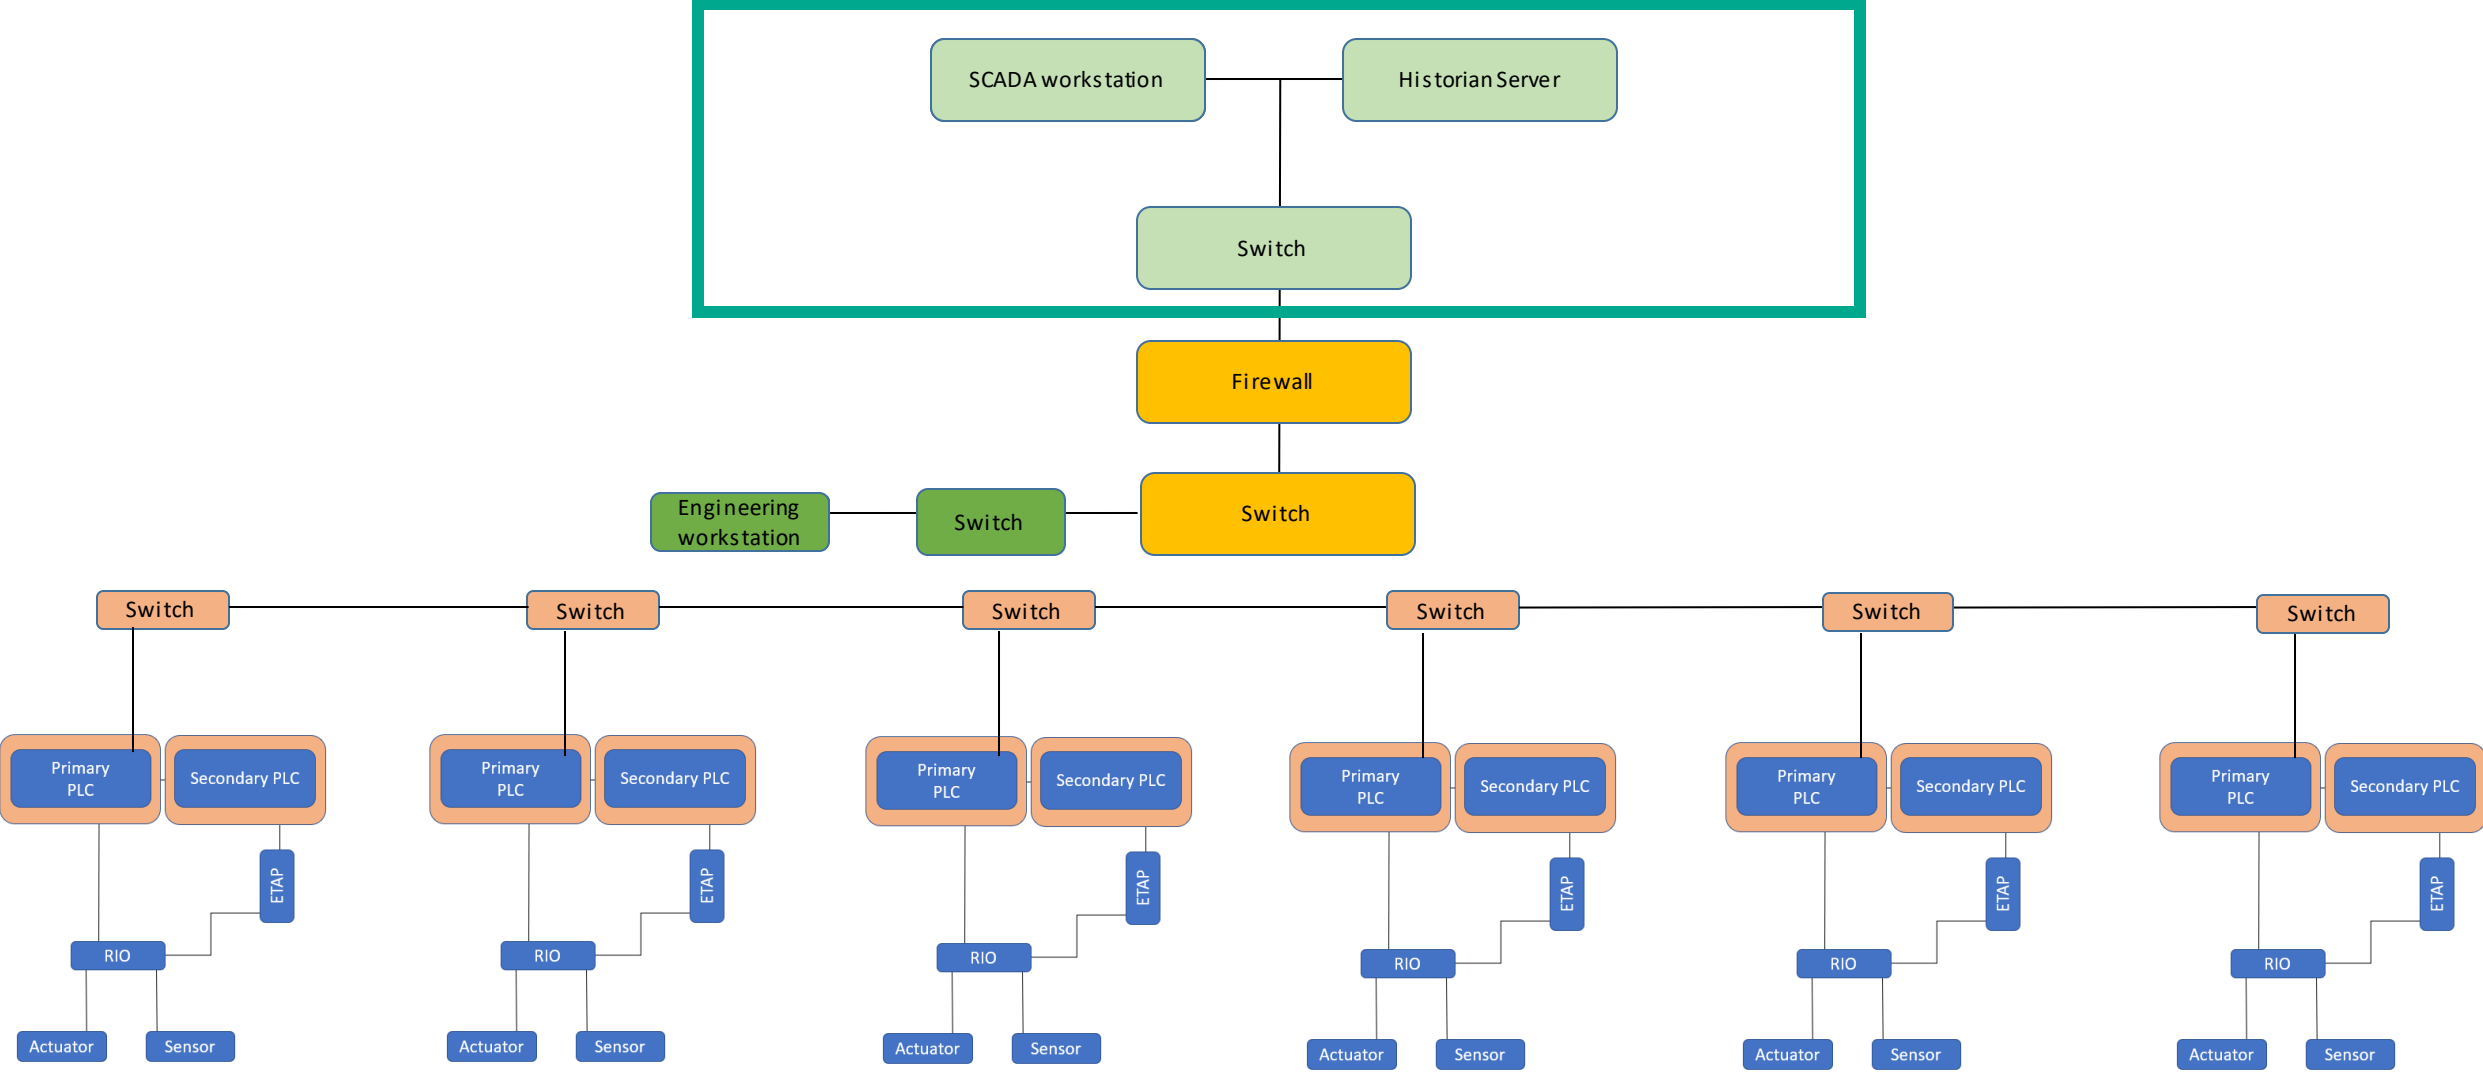 SCADA workstation
Historian Server
Switch
Firewall
Engineering
workstation
Switch
Switch
Switch
Switch
Switch
Switch
Switch
Switch
Primary
PLC
Secondary PLC
Primary
PLC
Secondary PLC
Primary
PLC
Secondary PLC
Primary
PLC
Secondary PLC
Primary
PLC
Secondary PLC
Primary
PLC
Secondary PLC
ETAP
ETAP
ETAP
ETAP
ETAP
ETAP
RIO
RIO
RIO
RIO
RIO
RIO
Actuator
Sensor
Actuator
Sensor
Actuator
Sensor
Actuator
Sensor
Actuator
Sensor
Actuator
Sensor